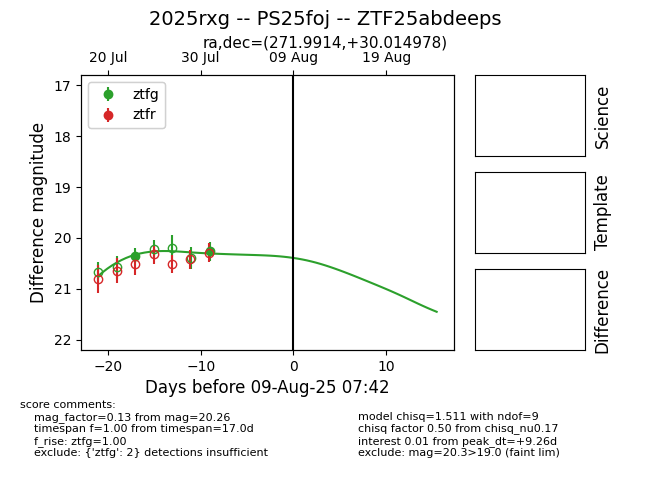 2025rxg -- PS25foj -- ZTF25abdeeps
ra,dec=(271.9914,+30.014978)
20 Jul 30 Jul 09 Aug 19 Aug
ztfg
ztfr
17
18
19
20
21
22
Difference magnitude
−20 −10 0 10
Days before 09-Aug-25 07:42
Science
Template
Difference
score comments:
mag_factor=0.13 from mag=20.26
timespan f=1.00 from timespan=17.0d
f_rise: ztfg=1.00
exclude: {'ztfg': 2} detections insufficient
model chisq=1.511 with ndof=9
chisq factor 0.50 from chisq_nu0.17
interest 0.01 from peak_dt=+9.26d
exclude: mag=20.3>19.0 (faint lim)